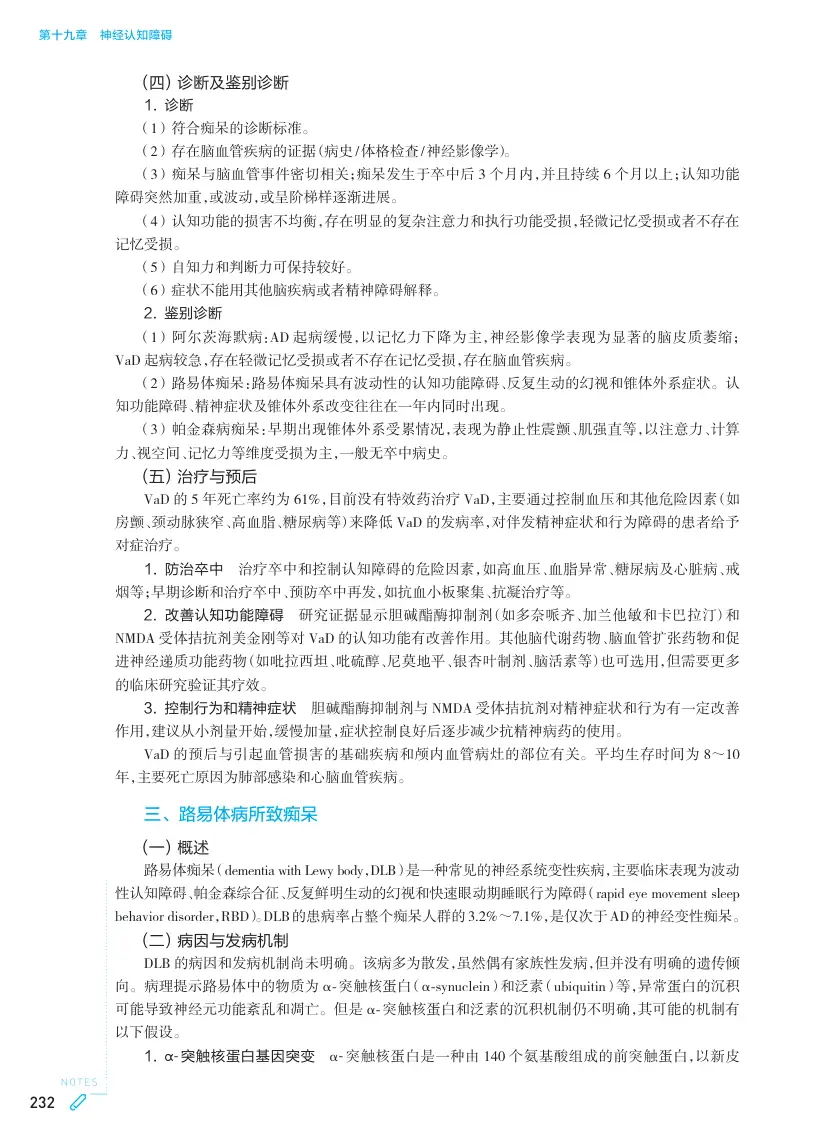 第十九章　神经认知障碍
（四）诊断及鉴别诊断
1. 诊断
（1）符合痴呆的诊断标准。
（2）存在脑血管疾病的证据（病史/体格检查/神经影像学）。
（3）痴呆与脑血管事件密切相关；痴呆发生于卒中后 3 个月内，并且持续 6 个月以上；认知功能
障碍突然加重，或波动，或呈阶梯样逐渐进展。
（4）认知功能的损害不均衡，存在明显的复杂注意力和执行功能受损，轻微记忆受损或者不存在
记忆受损。
（5）自知力和判断力可保持较好。
（6）症状不能用其他脑疾病或者精神障碍解释。
2. 鉴别诊断
（1）阿尔茨海默病：AD 起病缓慢，以记忆力下降为主，神经影像学表现为显著的脑皮质萎缩；
VaD 起病较急，存在轻微记忆受损或者不存在记忆受损，存在脑血管疾病。
（2）路易体痴呆：路易体痴呆具有波动性的认知功能障碍、反复生动的幻视和锥体外系症状。认
知功能障碍、精神症状及锥体外系改变往往在一年内同时出现。
（3）帕金森病痴呆：早期出现锥体外系受累情况，表现为静止性震颤、肌强直等，以注意力、计算
力、视空间、记忆力等维度受损为主，一般无卒中病史。
（五）治疗与预后
VaD 的 5 年死亡率约为 61%，目前没有特效药治疗 VaD，主要通过控制血压和其他危险因素（如
房颤、颈动脉狭窄、高血脂、糖尿病等）来降低 VaD 的发病率，对伴发精神症状和行为障碍的患者给予
对症治疗。
1. 防治卒中　治疗卒中和控制认知障碍的危险因素，如高血压、血脂异常、糖尿病及心脏病、戒
烟等；早期诊断和治疗卒中、预防卒中再发，如抗血小板聚集、抗凝治疗等。
2. 改善认知功能障碍　研究证据显示胆碱酯酶抑制剂（如多奈哌齐、加兰他敏和卡巴拉汀）和
NMDA 受体拮抗剂美金刚等对 VaD 的认知功能有改善作用。其他脑代谢药物、脑血管扩张药物和促
进神经递质功能药物（如吡拉西坦、吡硫醇、尼莫地平、银杏叶制剂、脑活素等）也可选用，但需要更多
的临床研究验证其疗效。
3. 控制行为和精神症状　胆碱酯酶抑制剂与 NMDA 受体拮抗剂对精神症状和行为有一定改善
作用，建议从小剂量开始，缓慢加量，症状控制良好后逐步减少抗精神病药的使用。
VaD 的预后与引起血管损害的基础疾病和颅内血管病灶的部位有关。平均生存时间为 8～10
年，主要死亡原因为肺部感染和心脑血管疾病。
三、路易体病所致痴呆
（一）概述
路易体痴呆（dementia with Lewy body，DLB）是一种常见的神经系统变性疾病，主要临床表现为波动
性认知障碍、帕金森综合征、反复鲜明生动的幻视和快速眼动期睡眠行为障碍（rapid eye movement sleep
behavior disorder，RBD）。DLB 的患病率占整个痴呆人群的 3.2%～7.1%，是仅次于 AD 的神经变性痴呆。
（二）病因与发病机制
DLB 的病因和发病机制尚未明确。该病多为散发，虽然偶有家族性发病，但并没有明确的遗传倾
向。病理提示路易体中的物质为 α-突触核蛋白（α-synuclein）和泛素（ubiquitin）等，异常蛋白的沉积
可能导致神经元功能紊乱和凋亡。但是 α-突触核蛋白和泛素的沉积机制仍不明确，其可能的机制有
以下假设。
1. α-突触核蛋白基因突变　α-突触核蛋白是一种由 140 个氨基酸组成的前突触蛋白，以新皮
NOTES
232